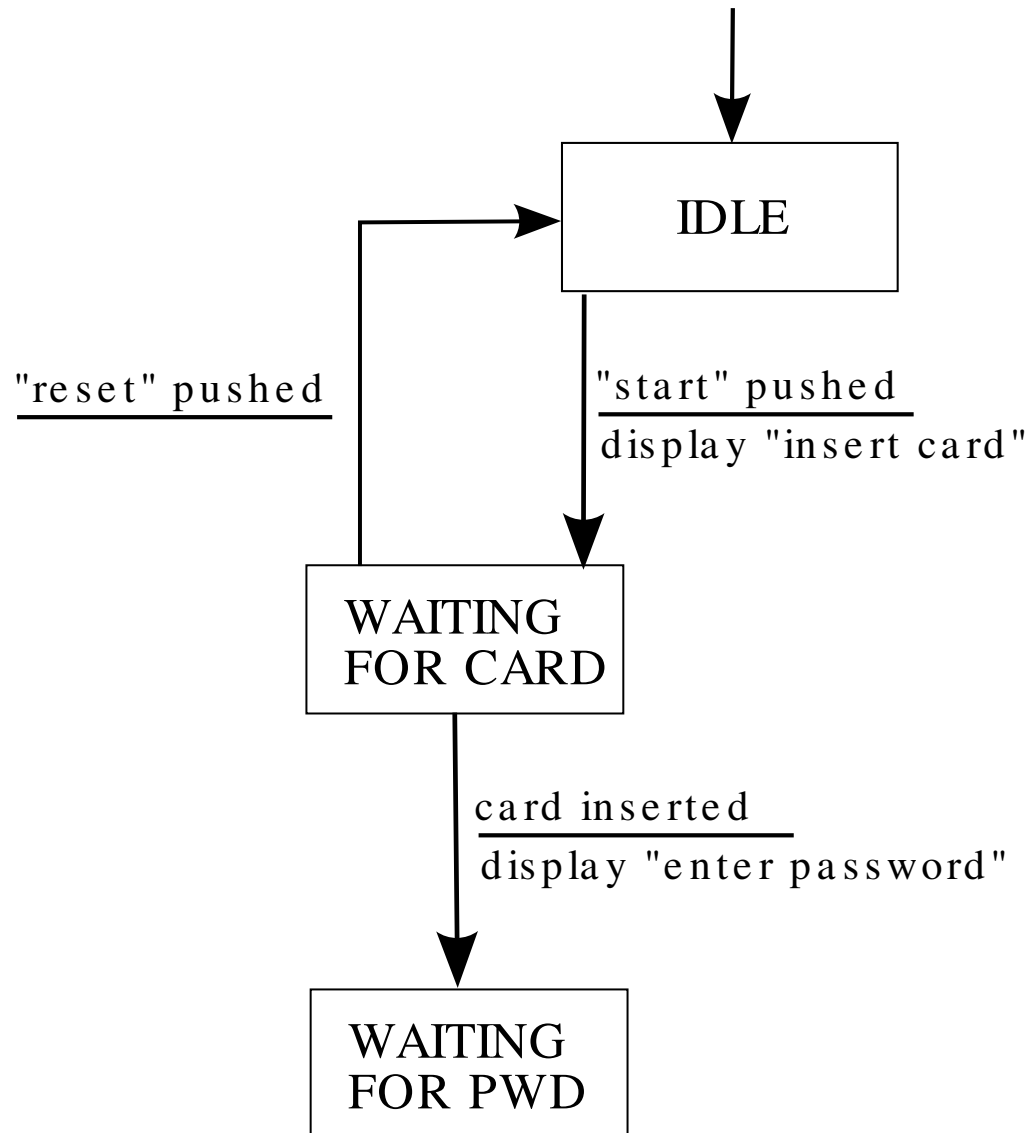 IDLE
"reset" pushed
"start" pushed
display "insert card"
WAITING
FOR CARD
card inserted
display "enter password"
WAITING
FOR PWD